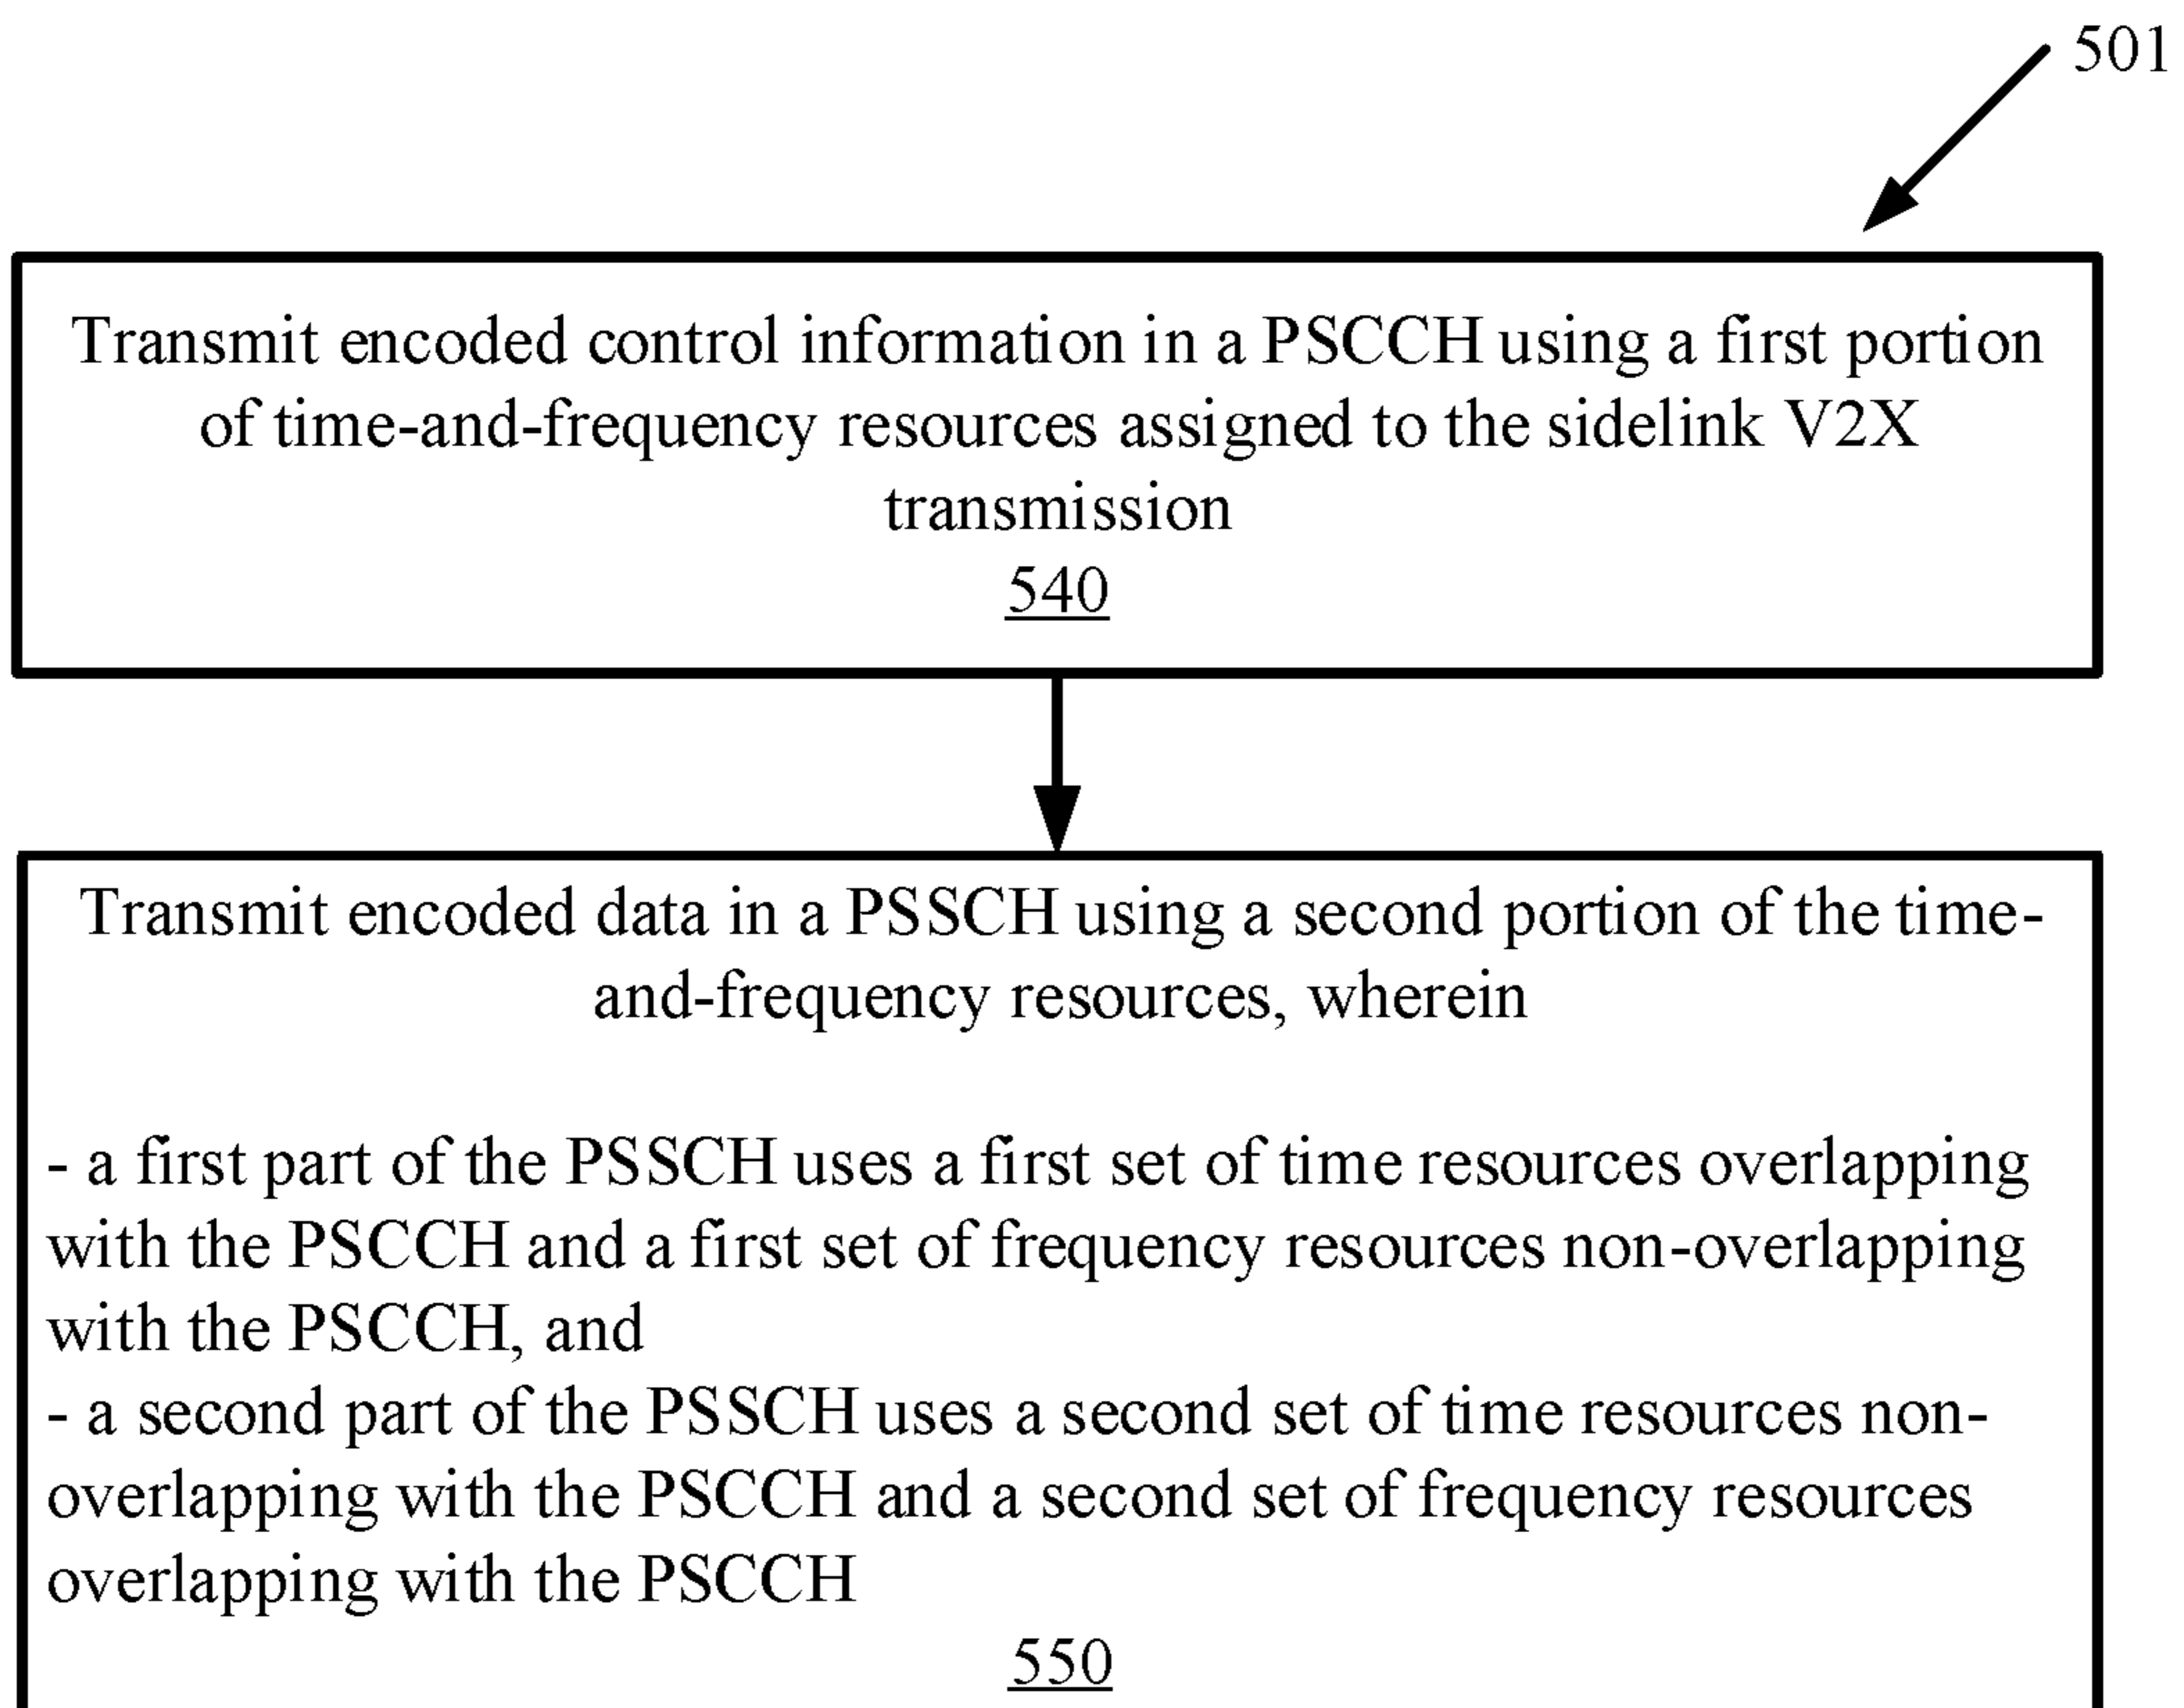 501
Transmit encoded control information in a PSCCH using a first portion
of time-and-frequency resources assigned to the sidelink V2X
transmission
540
Transmit encoded data in a PSSCH using a second portion of the time-
and-frequency resources, wherein
- a first part of the PSSCH uses a first set of time resources overlapping
with the PSCCH and a first set of frequency resources non-overlapping
with the PSCCH, and
- a second part of the PSSCH uses a second set of time resources non-
overlapping with the PSCCH and a second set of frequency resources
overlapping with the PSCCH
550